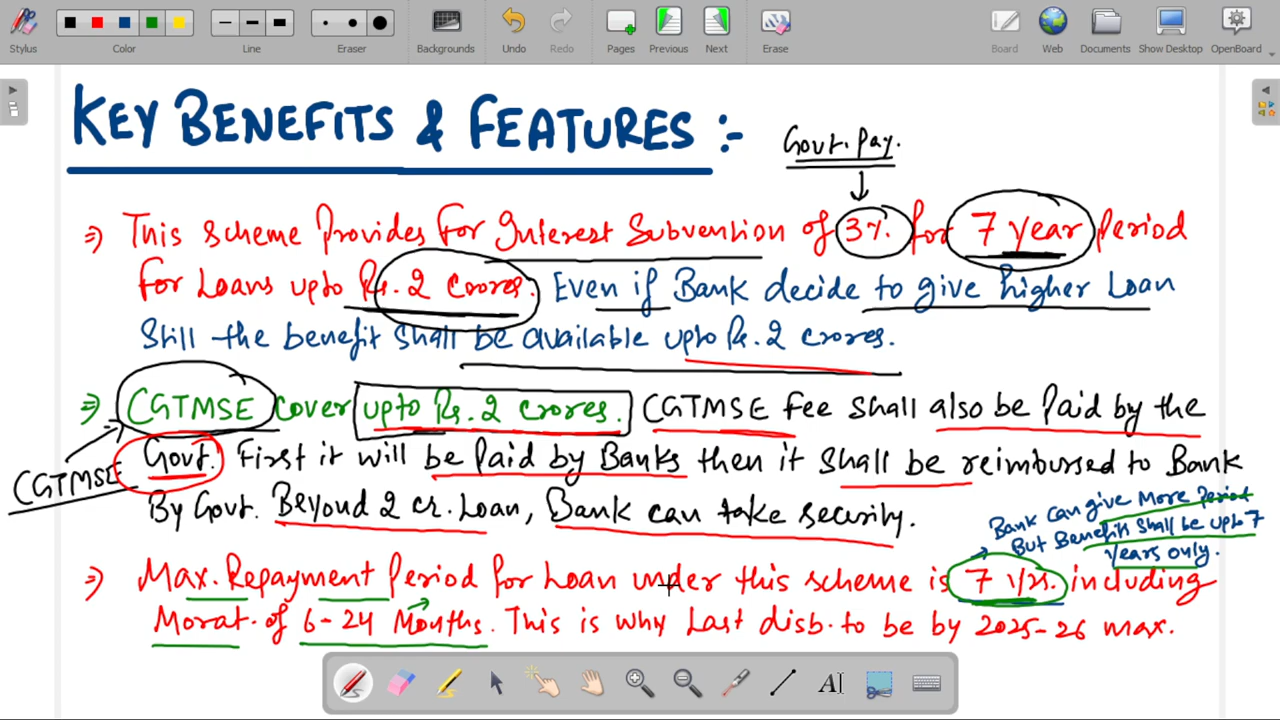 Stylus
Color
Line
Eraser
Backgrounds
Undo
Redo
Pages
Previous
Next
Erase
Board
Web
Documents
Show Desktop
OpenBoard
KEY BENEFITS & FEATURES :-
Govt. Pay.
⇒ This scheme Provides for Interest Subvention of 3%. for 7 year Period
for Loans upto Rs. 2 crores. Even if Bank decide to give higher Loan
Still the benefit shall be available upto Rs. 2 crores.
⇒ CGTMSE cover upto Rs. 2 crores. CGTMSE Fee shall also be Paid by the
Govt. First it will be Paid by Banks then it shall be reimbursed to Bank
CGTMSE
By Govt. Beyond 2 cr. Loan, Bank can take security.
Bank can give More Period
But Benefit Shall be upto 7
Years only.
⇒ Max. Repayment Period for Loan under this scheme is 7 yrs. including
Morat. of 6-24 Months. This is why Last disb. to be by 2025-26 max.